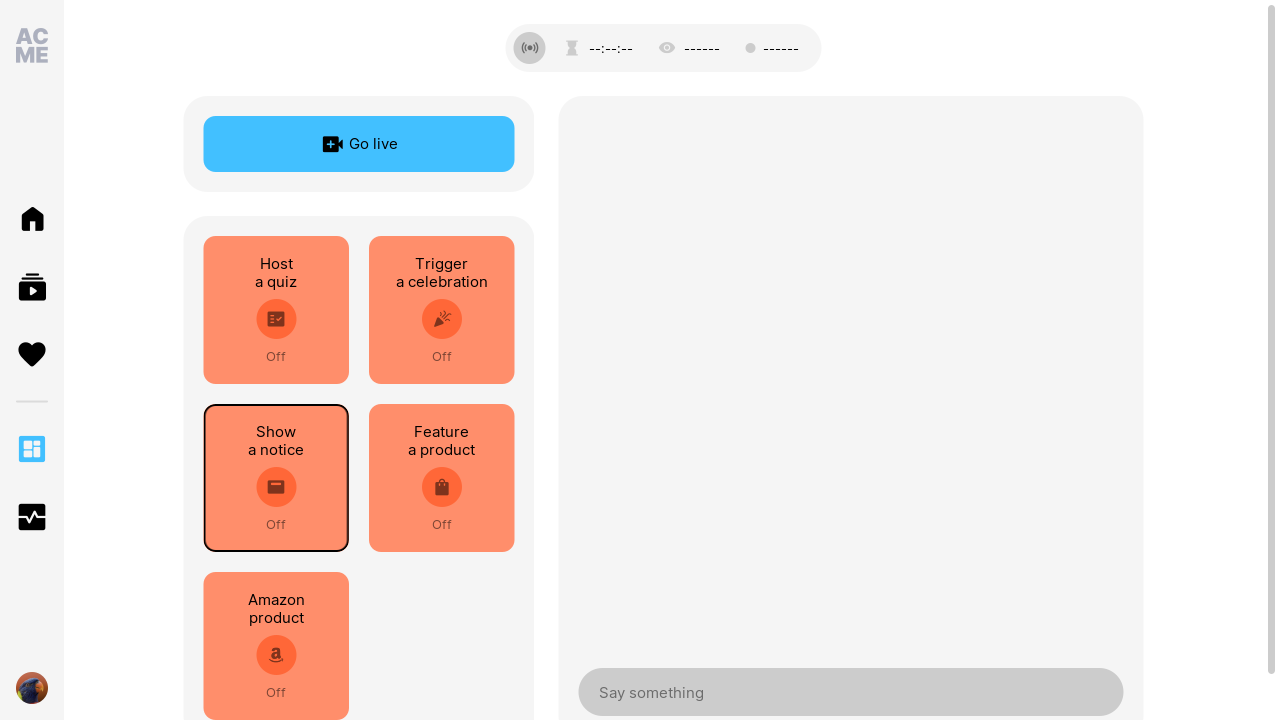 AC
ME
--:--:--
------
------
Go live
Host
a quiz
Off
Trigger
a celebration
Off
Show
a notice
Off
Feature
a product
Off
Amazon
product
Off
Say something